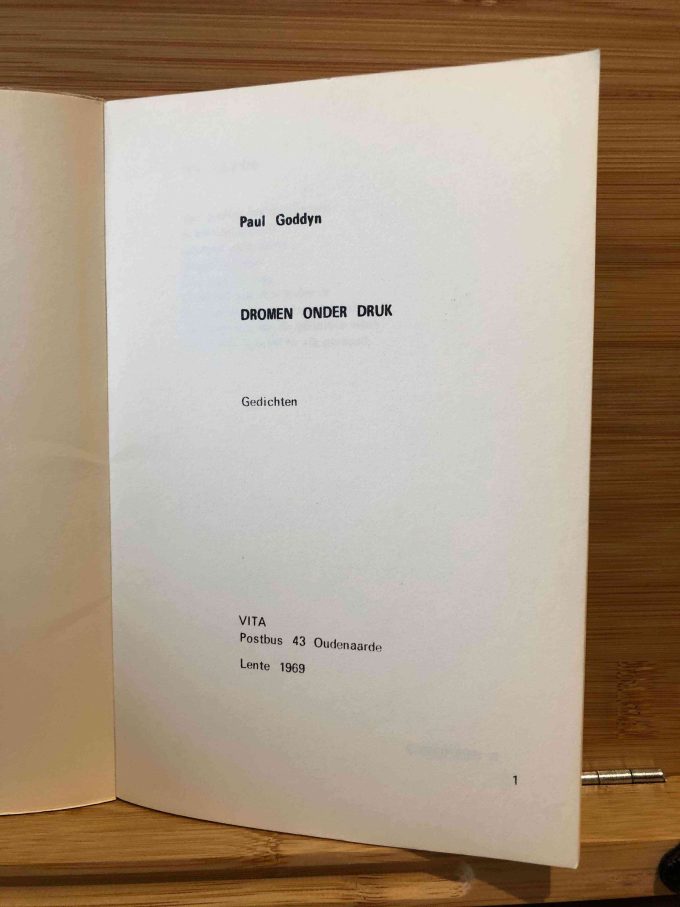 Paul Goddyn
DROMEN ONDER DRUK
Gedichten
VITA
Postbus 43 Oudenaarde
Lente 1969
1